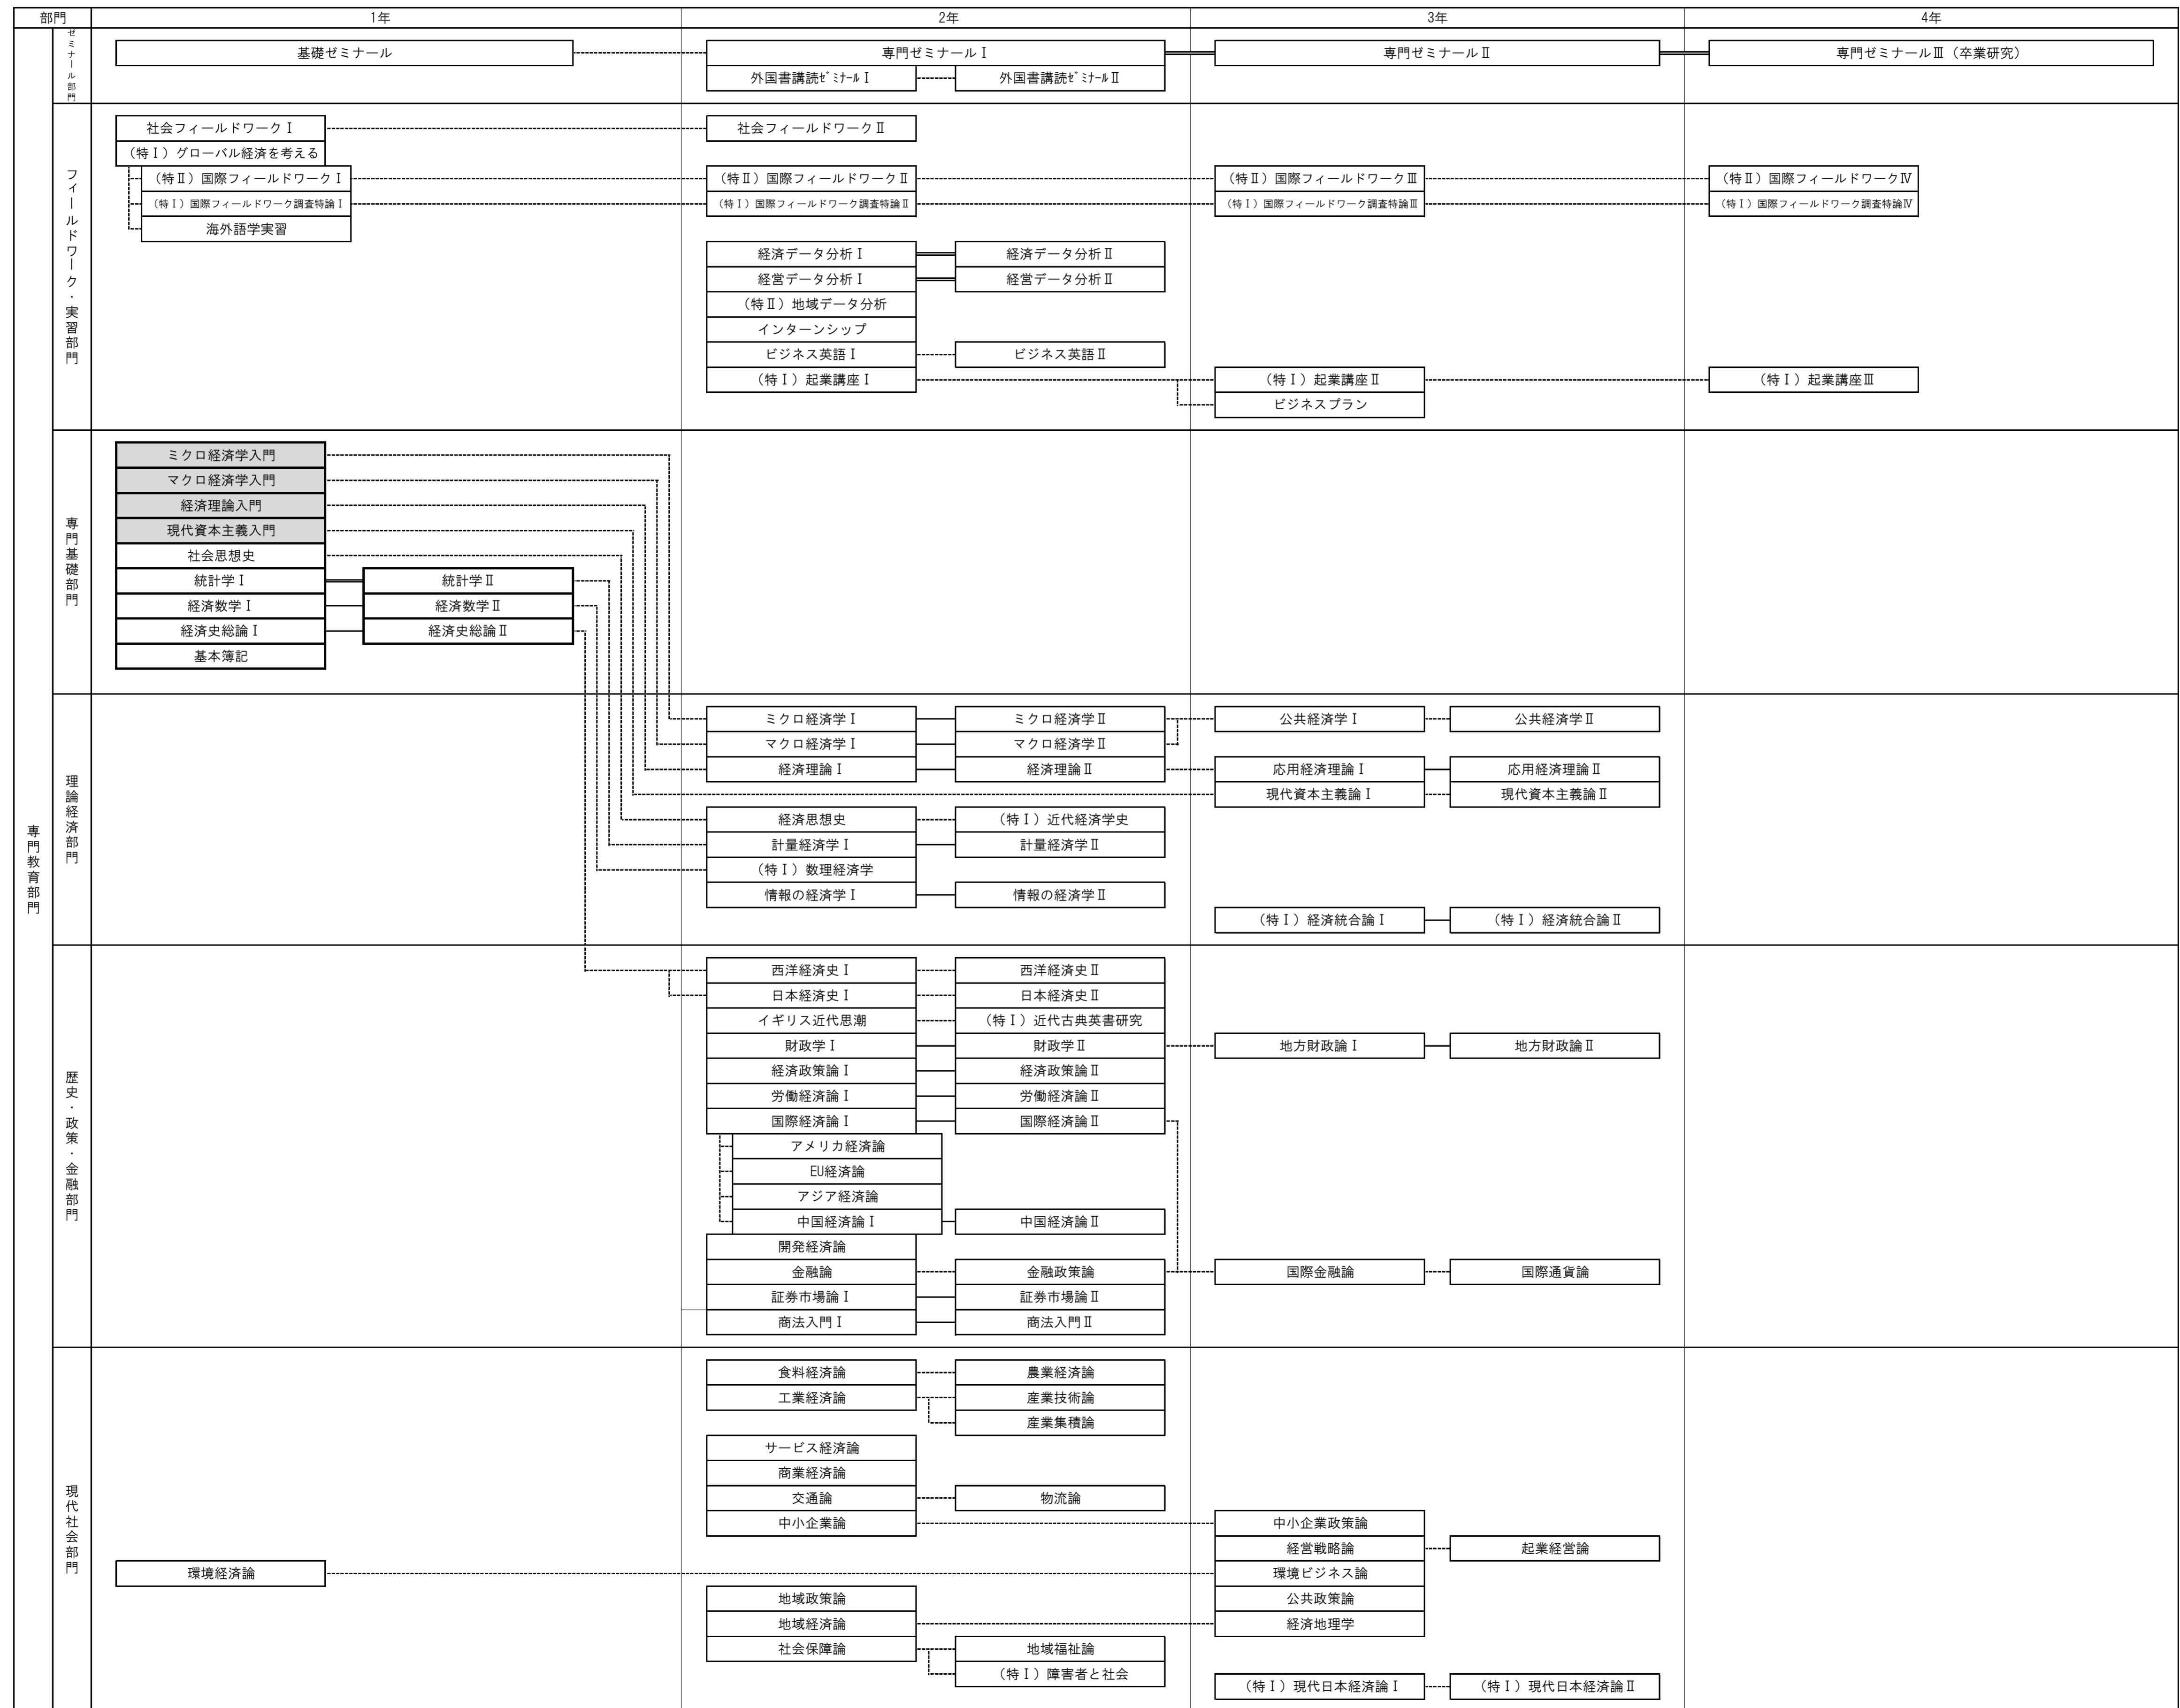 部門 1年 2年 3年 4年
専門教育部門
ゼミナール部門
基礎ゼミナール 専門ゼミナールⅠ 専門ゼミナールⅡ 専門ゼミナールⅢ（卒業研究）
外国書講読ｾﾞﾐﾅｰﾙⅠ 外国書講読ｾﾞﾐﾅｰﾙⅡ
フィールドワーク・実習部門
社会フィールドワークⅠ 社会フィールドワークⅡ
（特Ⅰ）グローバル経済を考える
（特Ⅱ）国際フィールドワークⅠ （特Ⅱ）国際フィールドワークⅡ （特Ⅱ）国際フィールドワークⅢ （特Ⅱ）国際フィールドワークⅣ
（特Ⅰ）国際フィールドワーク調査特論Ⅰ （特Ⅰ）国際フィールドワーク調査特論Ⅱ （特Ⅰ）国際フィールドワーク調査特論Ⅲ （特Ⅰ）国際フィールドワーク調査特論Ⅳ
海外語学実習
経済データ分析Ⅰ 経済データ分析Ⅱ
経営データ分析Ⅰ 経営データ分析Ⅱ
（特Ⅱ）地域データ分析
インターンシップ
ビジネス英語Ⅰ ビジネス英語Ⅱ
（特Ⅰ）起業講座Ⅰ （特Ⅰ）起業講座Ⅱ （特Ⅰ）起業講座Ⅲ
ビジネスプラン
専門基礎部門
ミクロ経済学入門
マクロ経済学入門
経済理論入門
現代資本主義入門
社会思想史
統計学Ⅰ 統計学Ⅱ
経済数学Ⅰ 経済数学Ⅱ
経済史総論Ⅰ 経済史総論Ⅱ
基本簿記
理論経済部門
ミクロ経済学Ⅰ ミクロ経済学Ⅱ 公共経済学Ⅰ 公共経済学Ⅱ
マクロ経済学Ⅰ マクロ経済学Ⅱ
経済理論Ⅰ 経済理論Ⅱ 応用経済理論Ⅰ 応用経済理論Ⅱ
現代資本主義論Ⅰ 現代資本主義論Ⅱ
経済思想史 （特Ⅰ）近代経済学史
計量経済学Ⅰ 計量経済学Ⅱ
（特Ⅰ）数理経済学
情報の経済学Ⅰ 情報の経済学Ⅱ
（特Ⅰ）経済統合論Ⅰ （特Ⅰ）経済統合論Ⅱ
歴史・政策・金融部門
西洋経済史Ⅰ 西洋経済史Ⅱ
日本経済史Ⅰ 日本経済史Ⅱ
イギリス近代思潮 （特Ⅰ）近代古典英書研究
財政学Ⅰ 財政学Ⅱ 地方財政論Ⅰ 地方財政論Ⅱ
経済政策論Ⅰ 経済政策論Ⅱ
労働経済論Ⅰ 労働経済論Ⅱ
国際経済論Ⅰ 国際経済論Ⅱ
アメリカ経済論
EU経済論
アジア経済論
中国経済論Ⅰ 中国経済論Ⅱ
開発経済論
金融論 金融政策論 国際金融論 国際通貨論
証券市場論Ⅰ 証券市場論Ⅱ
商法入門Ⅰ 商法入門Ⅱ
現代社会部門
食料経済論 農業経済論
工業経済論 産業技術論
産業集積論
サービス経済論
商業経済論
交通論 物流論
中小企業論 中小企業政策論
経営戦略論 起業経営論
環境経済論 環境ビジネス論
地域政策論 公共政策論
地域経済論 経済地理学
社会保障論 地域福祉論
（特Ⅰ）障害者と社会
（特Ⅰ）現代日本経済論Ⅰ （特Ⅰ）現代日本経済論Ⅱ